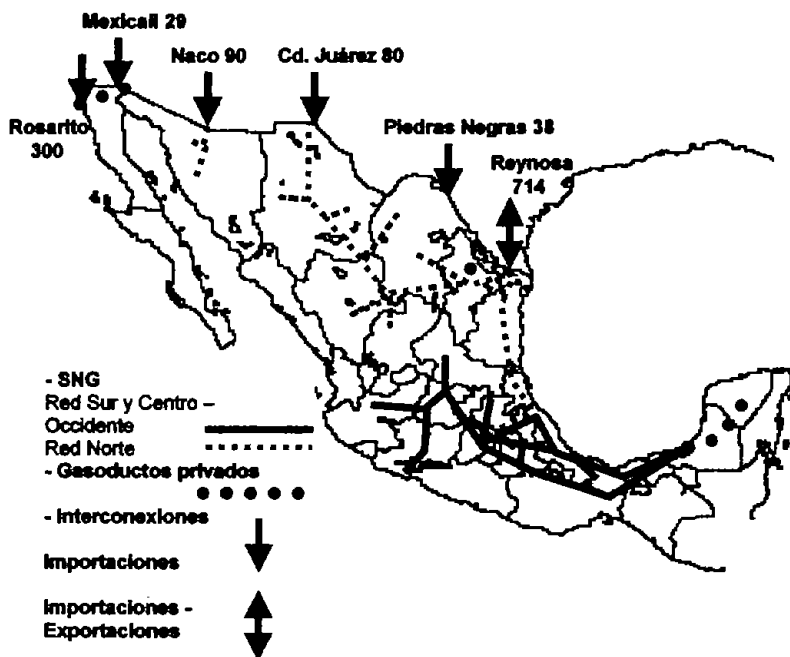 Mexicali 29
Naco 90
Cd. Juárez 80
Rosarito
300
Piedras Negras 38
Reynosa
714
- SNG
Red Sur y Centro –
Occidente
Red Norte
- Gasoductos privados
- Interconexiones
Importaciones
Importaciones -
Exportaciones